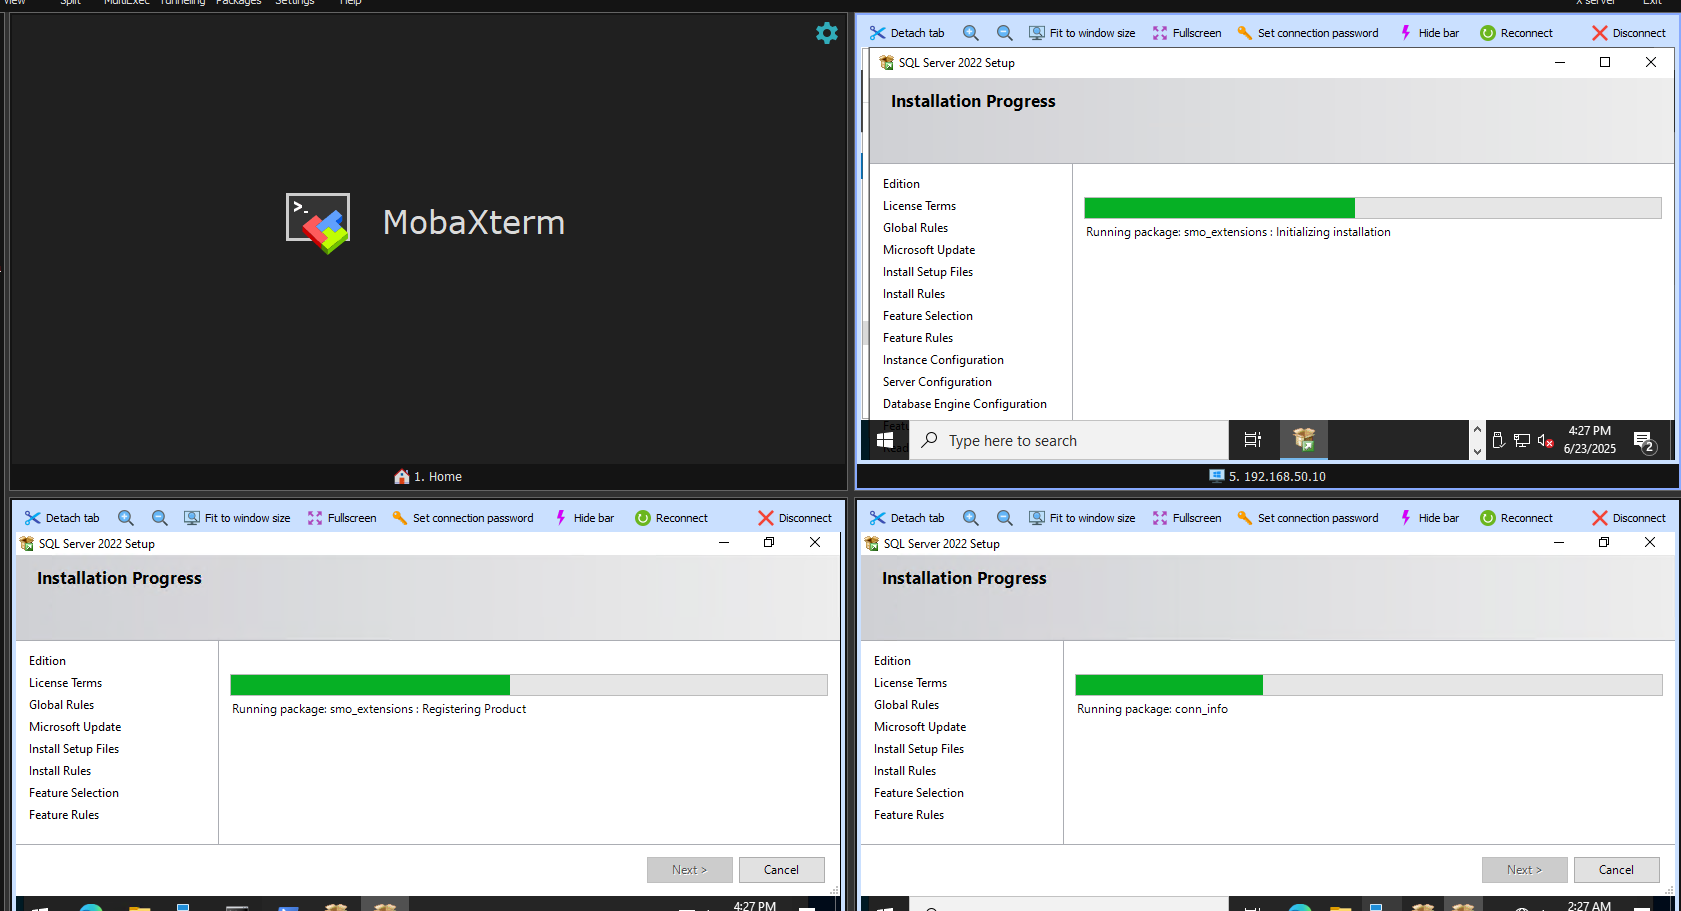 View Split MultiExec Tunneling Packages Settings Help X server Exit
MobaXterm
1. Home
Detach tab Fit to window size Fullscreen Set connection password Hide bar Reconnect Disconnect
SQL Server 2022 Setup
Installation Progress
Edition
License Terms
Global Rules
Microsoft Update
Install Setup Files
Install Rules
Feature Selection
Feature Rules
Instance Configuration
Server Configuration
Database Engine Configuration
Running package: smo_extensions : Initializing installation
Type here to search
4:27 PM
6/23/2025
2
5. 192.168.50.10
Detach tab Fit to window size Fullscreen Set connection password Hide bar Reconnect Disconnect
SQL Server 2022 Setup
Installation Progress
Edition
License Terms
Global Rules
Microsoft Update
Install Setup Files
Install Rules
Feature Selection
Feature Rules
Running package: smo_extensions : Registering Product
Next > Cancel
4:27 PM
Detach tab Fit to window size Fullscreen Set connection password Hide bar Reconnect Disconnect
SQL Server 2022 Setup
Installation Progress
Edition
License Terms
Global Rules
Microsoft Update
Install Setup Files
Install Rules
Feature Selection
Feature Rules
Running package: conn_info
Next > Cancel
2:27 AM